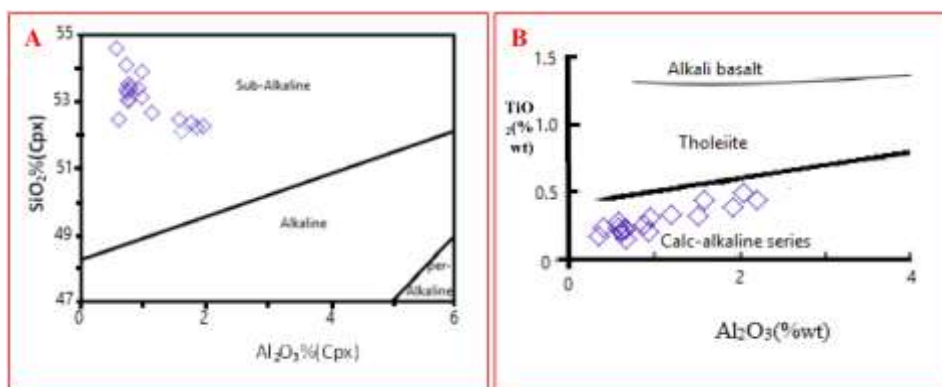 A
55
53
51
49
47
SiO₂%(Cpx)
Sub-Alkaline
Alkaline
per-
Alkaline
0
2
4
6
Al₂O₃%(Cpx)
B
1.5
1.0
0.5
0
TiO
₂(%
wt)
Alkali basalt
Tholeiite
Calc-alkaline series
0
2
4
Al₂O₃(%wt)